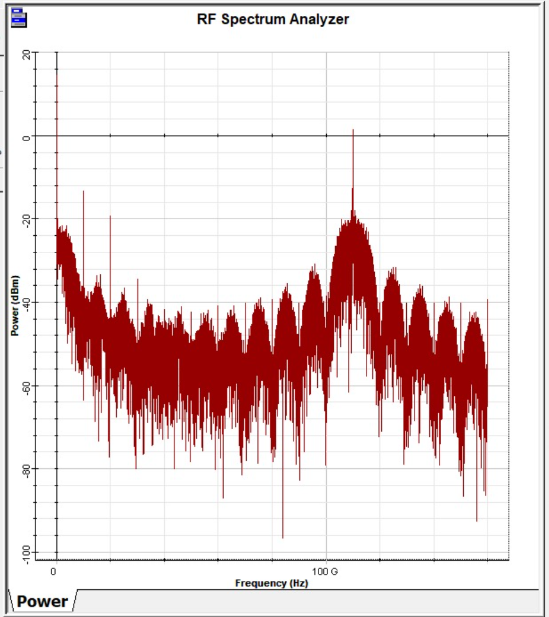 RF Spectrum Analyzer
20
0
-20
-40
-60
-80
-100
Power (dBm)
0
100 G
Frequency (Hz)
Power